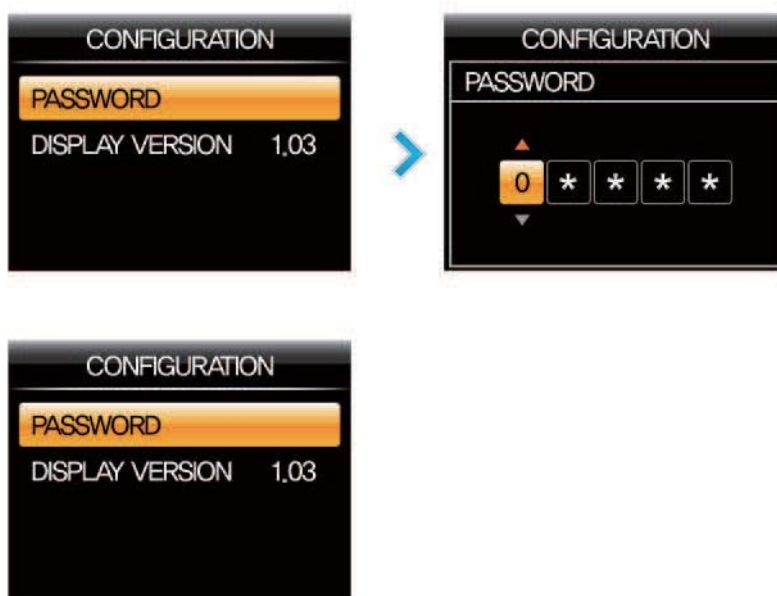 CONFIGURATION
PASSWORD
DISPLAY VERSION 1.03
CONFIGURATION
PASSWORD
0 * * * *
CONFIGURATION
PASSWORD
DISPLAY VERSION 1.03